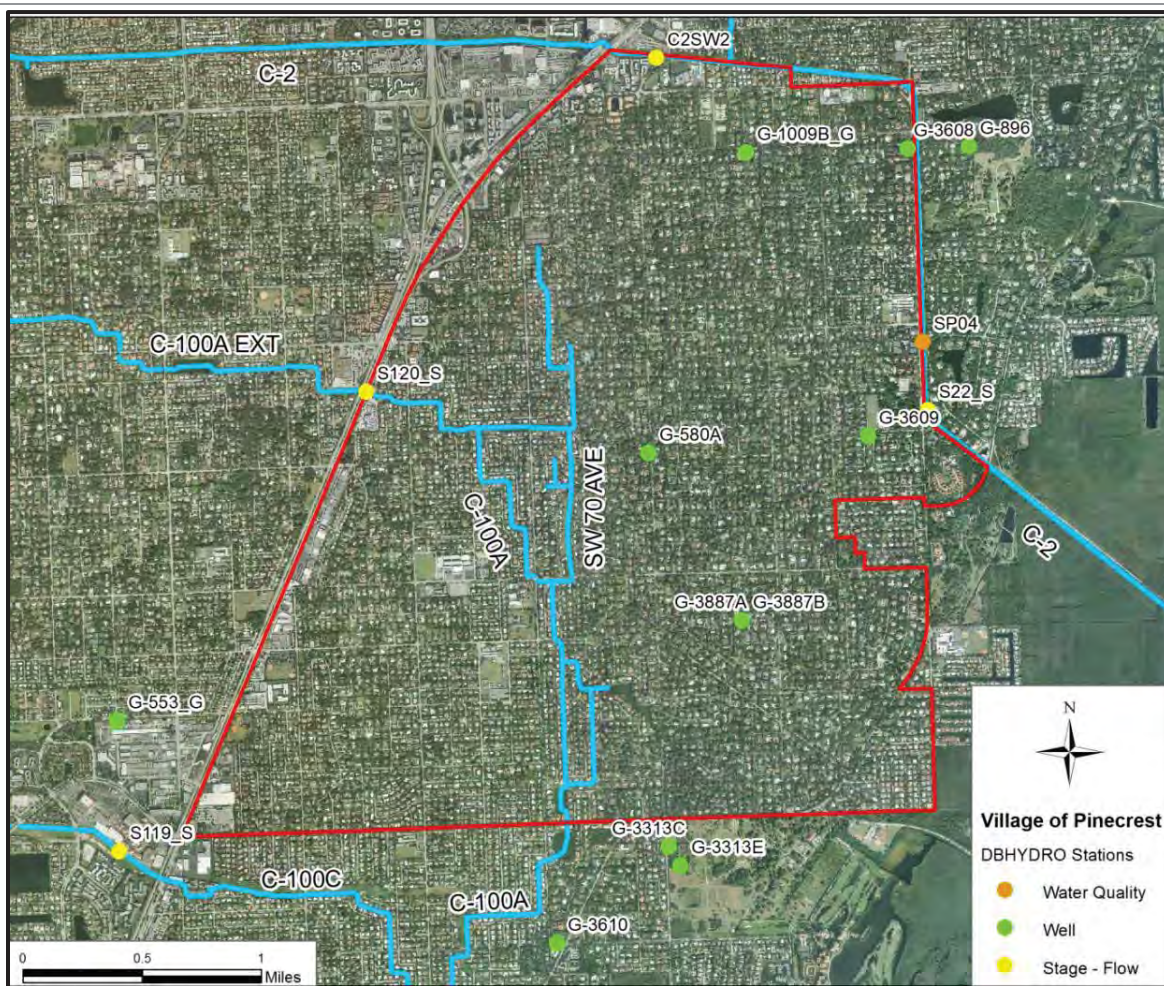 C2SW2
C-2
G-1009B_G
G-3608
G-896
SP04
C-100A EXT
S120_S
S22_S
G-3609
G-580A
C-100A
SW 70 AVE
C-2
G-3887A G-3887B
G-553_G
N
Village of Pinecrest
DBHYDRO Stations
Water Quality
Well
Stage - Flow
S119_S
G-3313C
G-3313E
C-100C
C-100A
G-3610
0 0.5 1
Miles